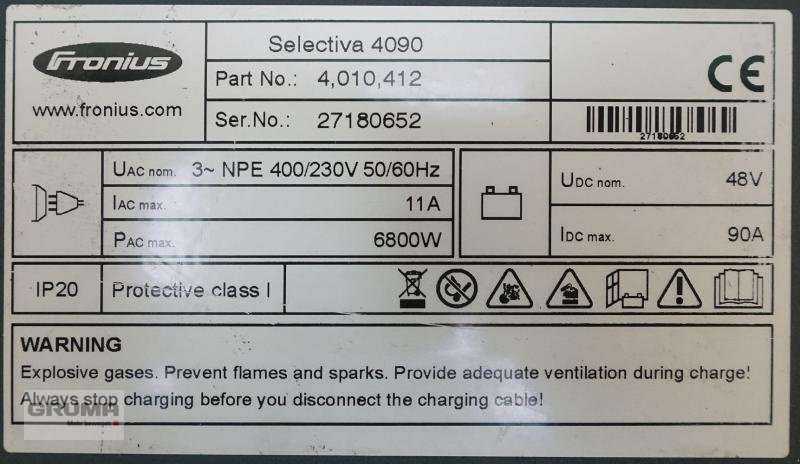 Fronius
www.fronius.com
Selectiva 4090
Part No.: 4,010,412
Ser.No.: 27180652
CE
27180652
UAC nom. 3~ NPE 400/230V 50/60Hz
IAC max. 11A
PAC max. 6800W
UDC nom. 48V
IDC max. 90A
IP20 Protective class I
WARNING
Explosive gases. Prevent flames and sparks. Provide adequate ventilation during charge!
Always stop charging before you disconnect the charging cable!
GRUMA
Mehr bewegen